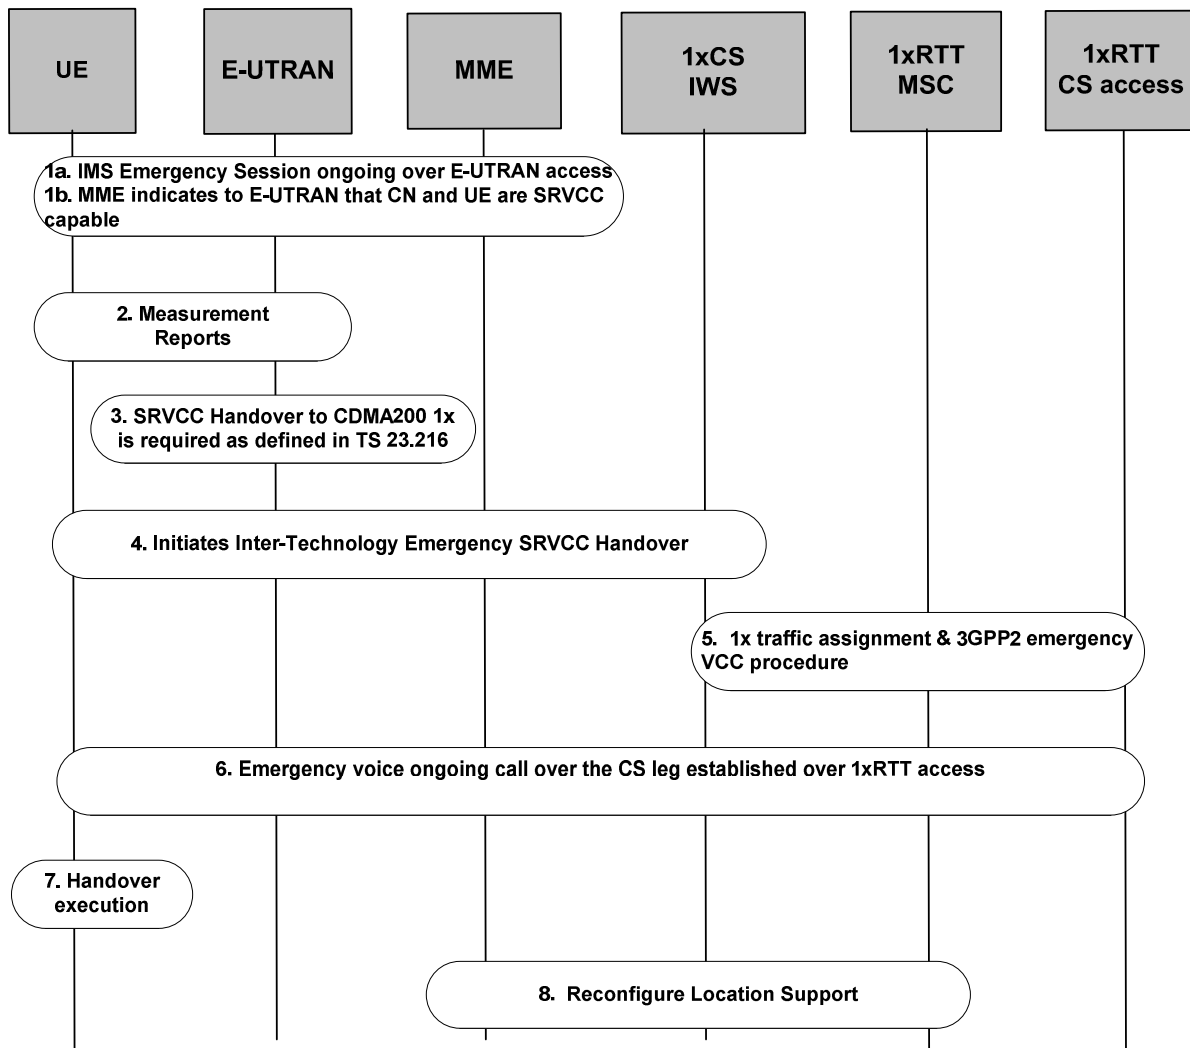 UE
E-UTRAN
MME
1xCS
IWS
1xRTT
MSC
1xRTT
CS access
1a. IMS Emergency Session ongoing over E-UTRAN access
1b. MME indicates to E-UTRAN that CN and UE are SRVCC
capable
2. Measurement
Reports
3. SRVCC Handover to CDMA200 1x
is required as defined in TS 23.216
4. Initiates Inter-Technology Emergency SRVCC Handover
5. 1x traffic assignment & 3GPP2 emergency
VCC procedure
6. Emergency voice ongoing call over the CS leg established over 1xRTT access
7. Handover
execution
8. Reconfigure Location Support